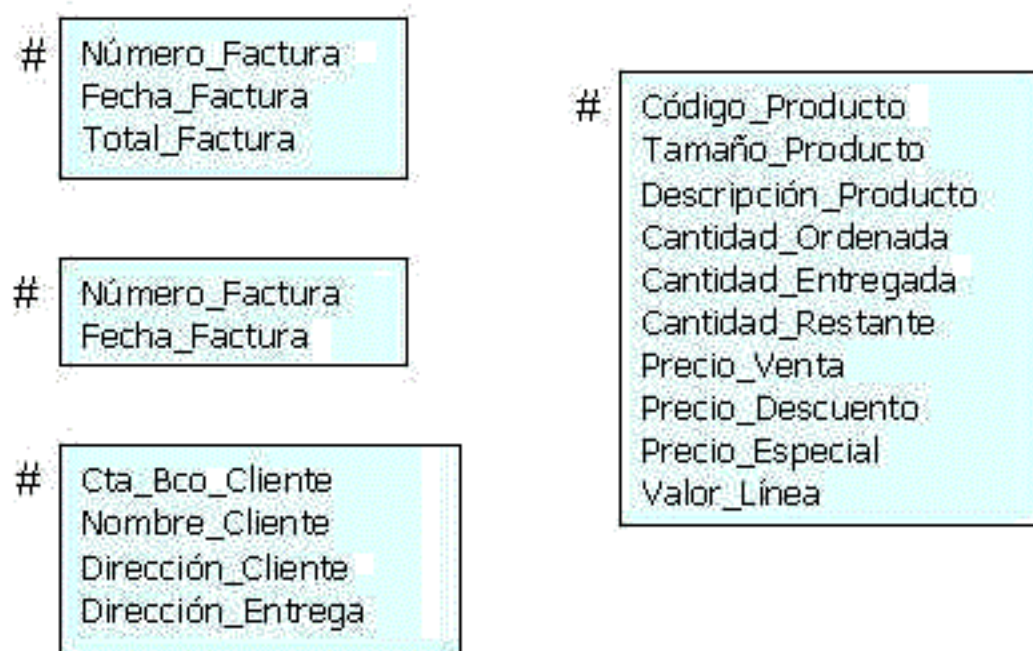 # Número_Factura
Fecha_Factura
Total_Factura
# Número_Factura
Fecha_Factura
# Cta_Bco_Cliente
Nombre_Cliente
Dirección_Cliente
Dirección_Entrega
# Código_Producto
Tamaño_Producto
Descripción_Producto
Cantidad_Ordenada
Cantidad_Entregada
Cantidad_Restante
Precio_Venta
Precio_Descuento
Precio_Especial
Valor_Línea